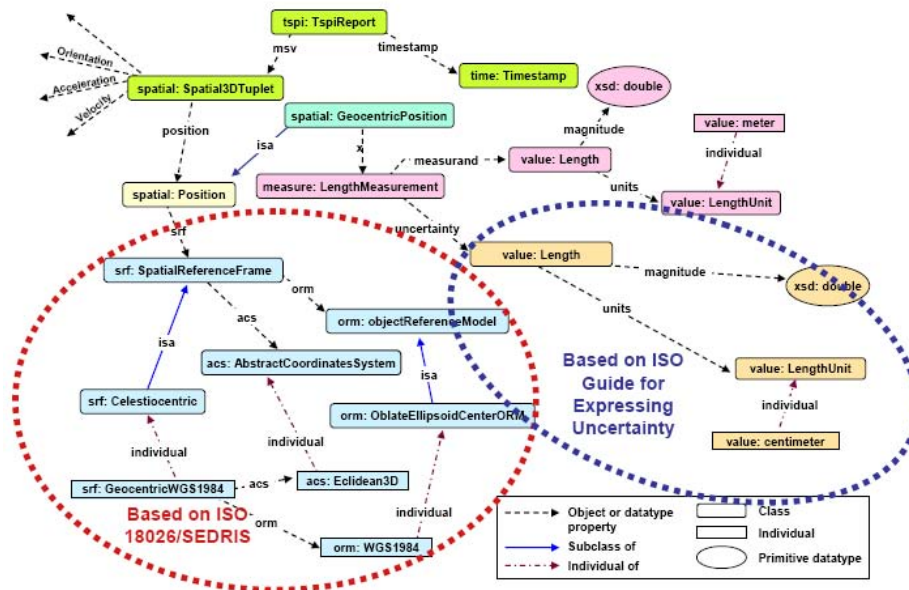 tspi: TspiReport
msv
timestamp
Orientation
Acceleration
Velocity
spatial: Spatial3DTuplet
time: Timestamp
xsd: double
position
spatial: GeocentricPosition
value: meter
isa
x
magnitude
measurand
value: Length
individual
spatial: Position
measure: LengthMeasurement
units
value: LengthUnit
srf
uncertainty
value: Length
srf: SpatialReferenceFrame
magnitude
xsd: double
orm
units
acs
orm: objectReferenceModel
isa
acs: AbstractCoordinatesSystem
Based on ISO
Guide for
Expressing
Uncertainty
value: LengthUnit
isa
srf: Celestiocentric
orm: OblateEllipsoidCenterORM
individual
individual
individual
value: centimeter
srf: GeocentricWGS1984
acs
acs: Eclidean3D
individual
Based on ISO
18026/SEDRIS
orm
orm: WGS1984
Object or datatype
property
Subclass of
Individual of
Class
Individual
Primitive datatype